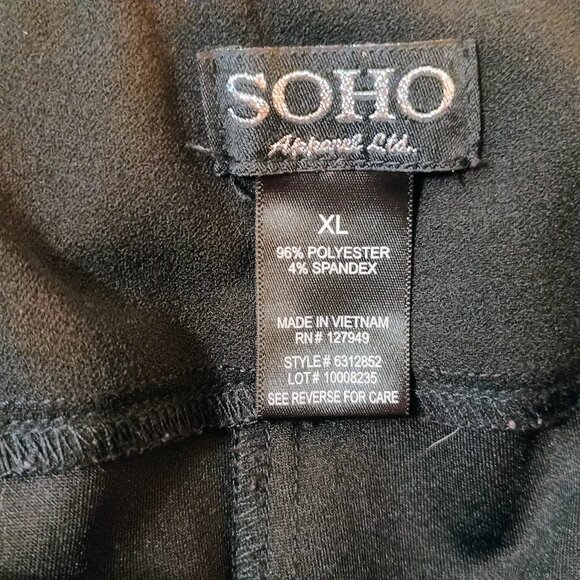 SOHO
Apparel Ltd.
XL
96% POLYESTER
4% SPANDEX
MADE IN VIETNAM
RN# 127949
STYLE# 6312852
LOT# 10008235
SEE REVERSE FOR CARE